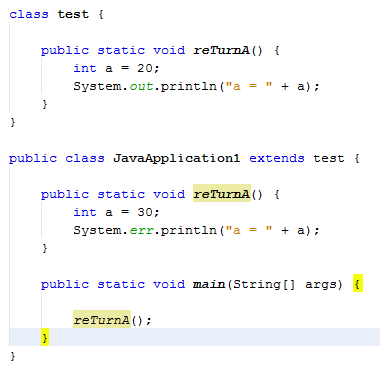 class test {
public static void reTurnA() {
int a = 20;
System.out.println("a = " + a);
}
}
public class JavaApplication1 extends test {
public static void reTurnA() {
int a = 30;
System.err.println("a = " + a);
}
public static void main(String[] args) {
reTurnA();
}
}